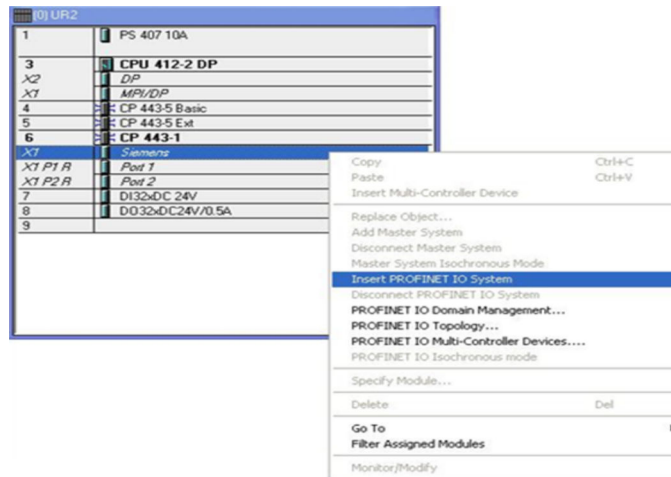 (0) UR2
1 PS 407 10A
3 CPU 412-2 DP
X2 DP
X1 MPI/DP
4 CP 443-5 Basic
5 CP 443-5 Ext
6 CP 443-1
X1 Siemens
X1 P1 R Port 1
X1 P2 R Port 2
7 DI32xDC 24V
8 DO32xDC24V/0.5A
9
Copy Ctrl+C
Paste Ctrl+V
Insert Multi-Controller Device
Replace Object...
Add Master System
Disconnect Master System
Master System Isochronous Mode
Insert PROFINET IO System
Disconnect PROFINET IO System
PROFINET IO Domain Management...
PROFINET IO Topology...
PROFINET IO Multi-Controller Devices....
PROFINET IO Isochronous mode
Specify Module...
Delete Del
Go To
Filter Assigned Modules
Monitor/Modify